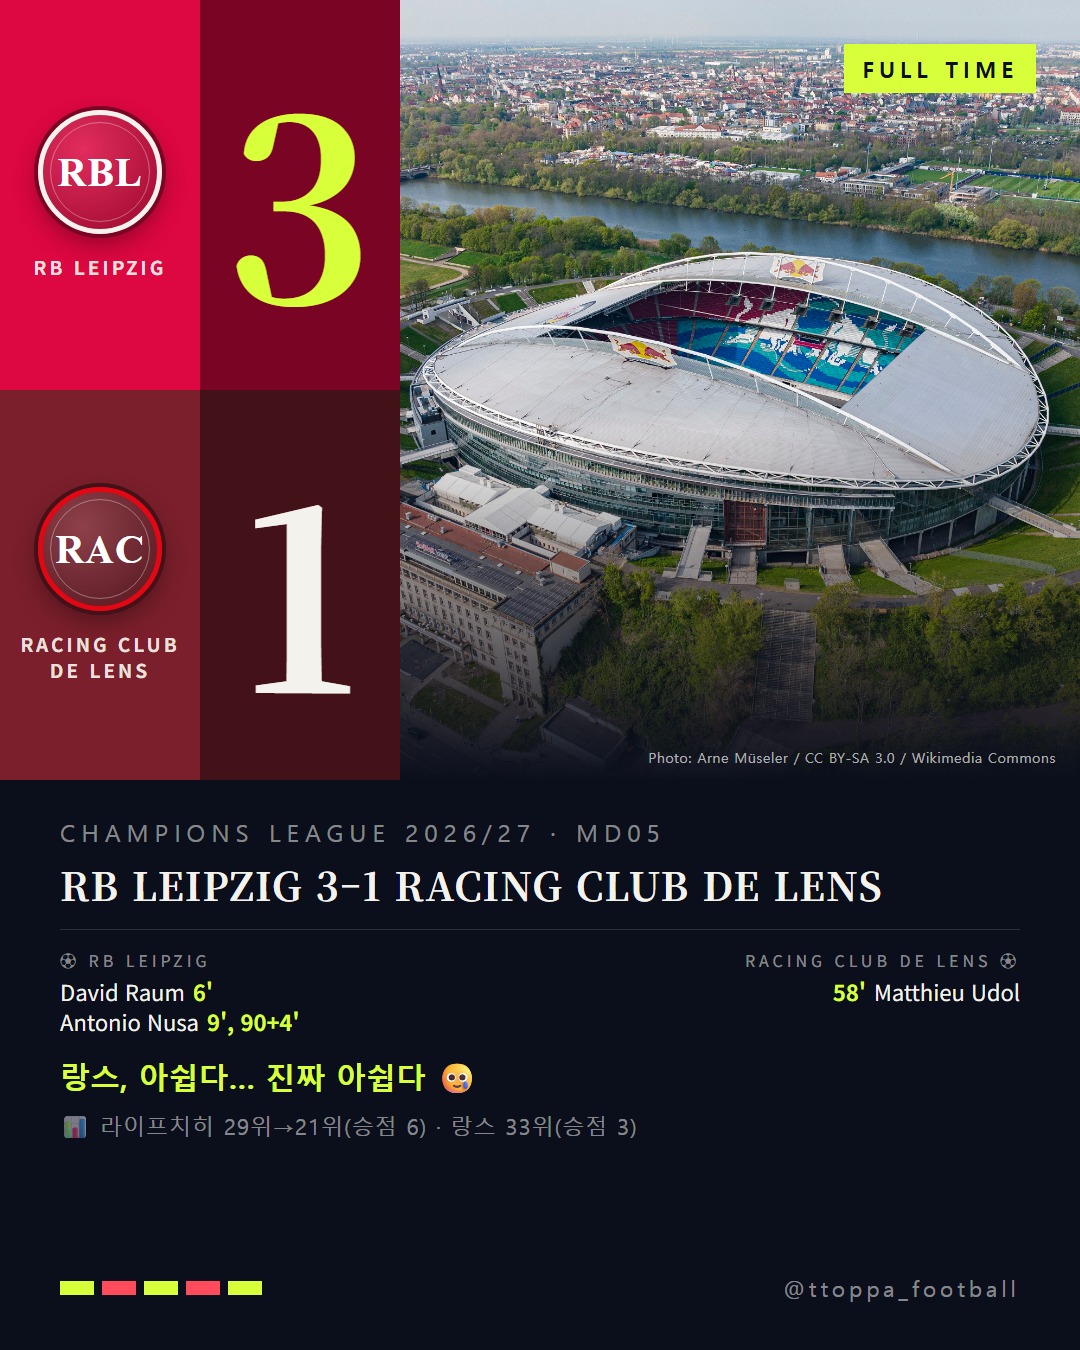 FULL TIME
RBL
RB LEIPZIG
3
RAC
RACING CLUB
DE LENS
1
Photo: Arne Müseler / CC BY-SA 3.0 / Wikimedia Commons
CHAMPIONS LEAGUE 2026/27 · MD05
RB LEIPZIG 3–1 RACING CLUB DE LENS
⚽ RB LEIPZIG
RACING CLUB DE LENS ⚽
David Raum 6'
58' Matthieu Udol
Antonio Nusa 9', 90+4'
랑스, 아쉽다... 진짜 아쉽다 🥲
📊 라이프치히 29위→21위(승점 6) · 랑스 33위(승점 3)
@ttoppa_football